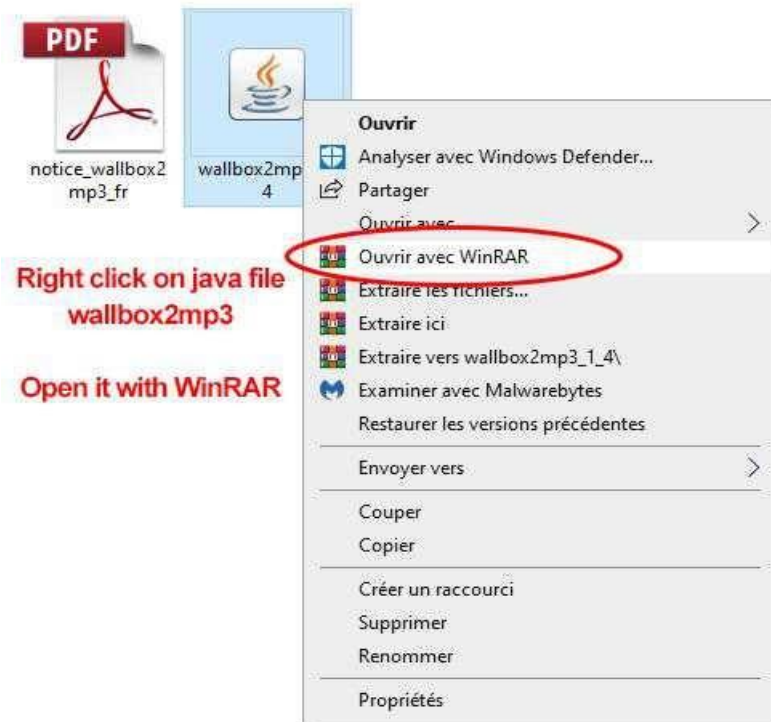 PDF
notice_wallbox2
mp3_fr
wallbox2mp
4
Right click on java file
wallbox2mp3
Open it with WinRAR
Ouvrir
Analyser avec Windows Defender...
Partager
Ouvrir avec
Ouvrir avec WinRAR
Extraire les fichiers...
Extraire ici
Extraire vers wallbox2mp3_1_4\
Examiner avec Malwarebytes
Restaurer les versions précédentes
Envoyer vers
Couper
Copier
Créer un raccourci
Supprimer
Renommer
Propriétés